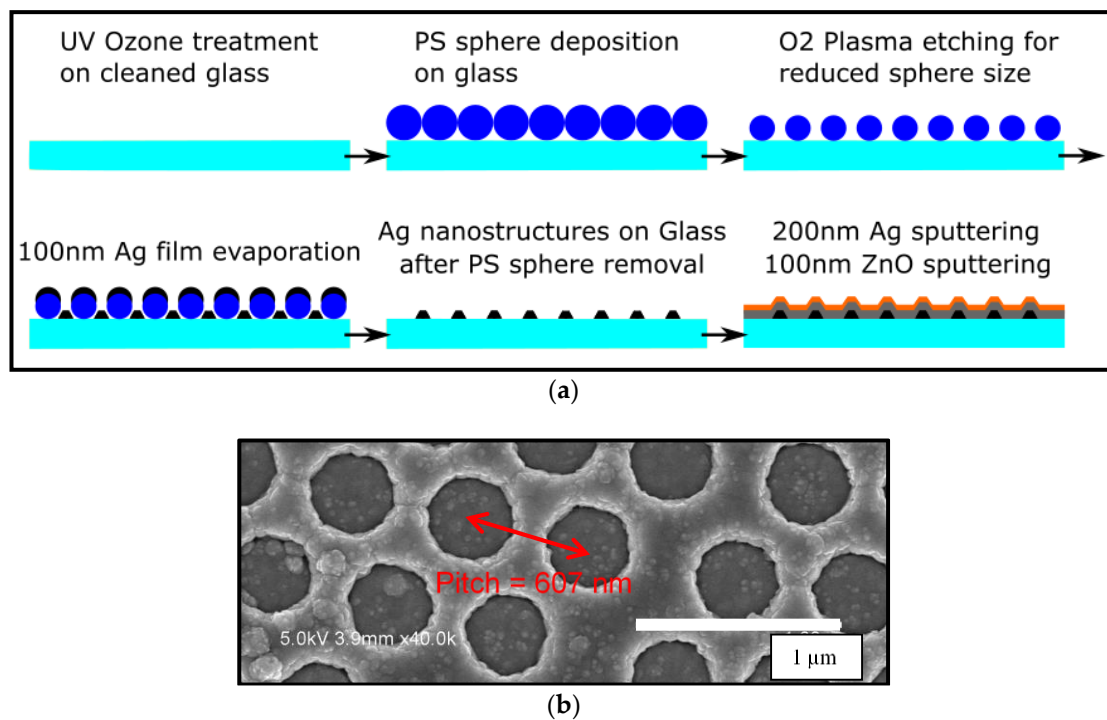 UV Ozone treatment
on cleaned glass
PS sphere deposition
on glass
O2 Plasma etching for
reduced sphere size
100nm Ag film evaporation
Ag nanostructures on Glass
after PS sphere removal
200nm Ag sputtering
100nm ZnO sputtering
(a)
Pitch = 607 nm
5.0kV 3.9mm x40.0k
1 μm
(b)